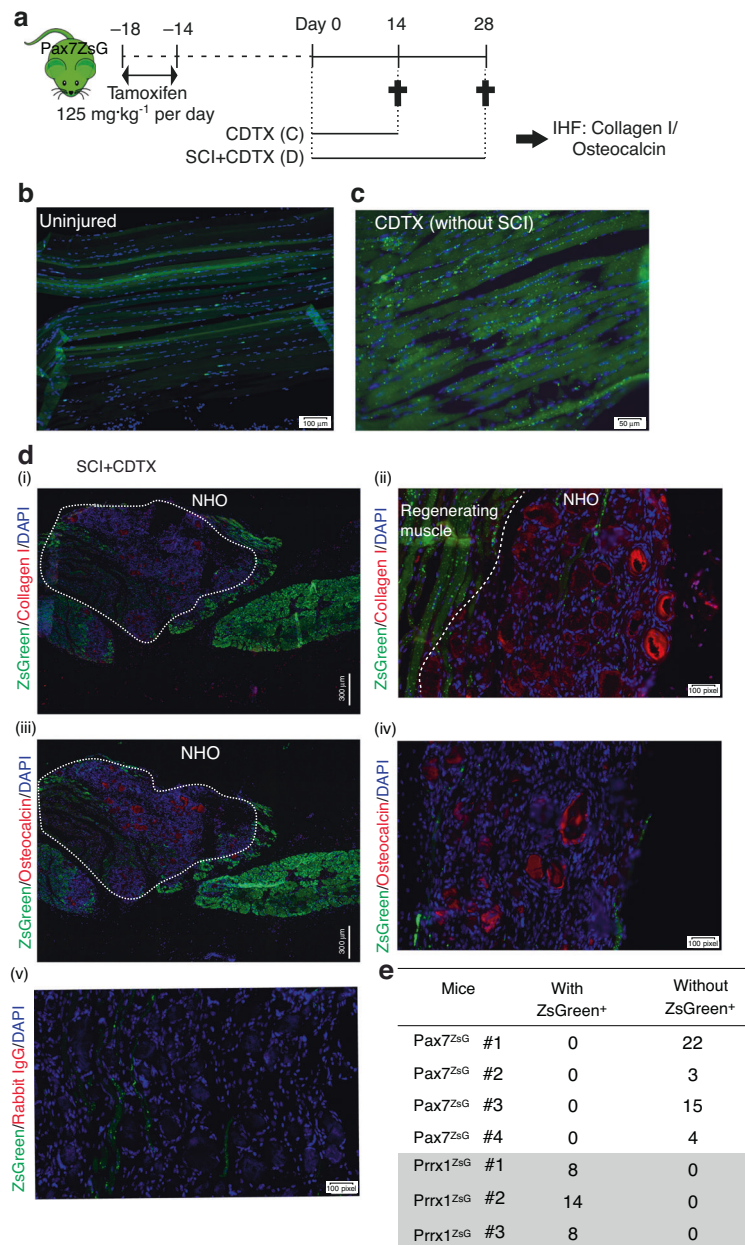 a
Pax7ZsG
–18
–14
Day 0
14
28
Tamoxifen
125 mg·kg⁻¹ per day
CDTX (C)
SCI+CDTX (D)
IHF: Collagen I/
Osteocalcin
b
Uninjured
100 μm
c
CDTX (without SCI)
50 μm
d
SCI+CDTX
(i)
ZsGreen/Collagen I/DAPI
NHO
300 μm
(ii)
ZsGreen/Collagen I/DAPI
Regenerating
muscle
NHO
100 pixel
(iii)
ZsGreen/Osteocalcin/DAPI
NHO
300 μm
(iv)
ZsGreen/Osteocalcin/DAPI
100 pixel
(v)
ZsGreen/Rabbit IgG/DAPI
100 pixel
e
Mice With ZsGreen⁺ Without ZsGreen⁺
Pax7ZsG #1 0 22
Pax7ZsG #2 0 3
Pax7ZsG #3 0 15
Pax7ZsG #4 0 4
Prrx1ZsG #1 8 0
Prrx1ZsG #2 14 0
Prrx1ZsG #3 8 0